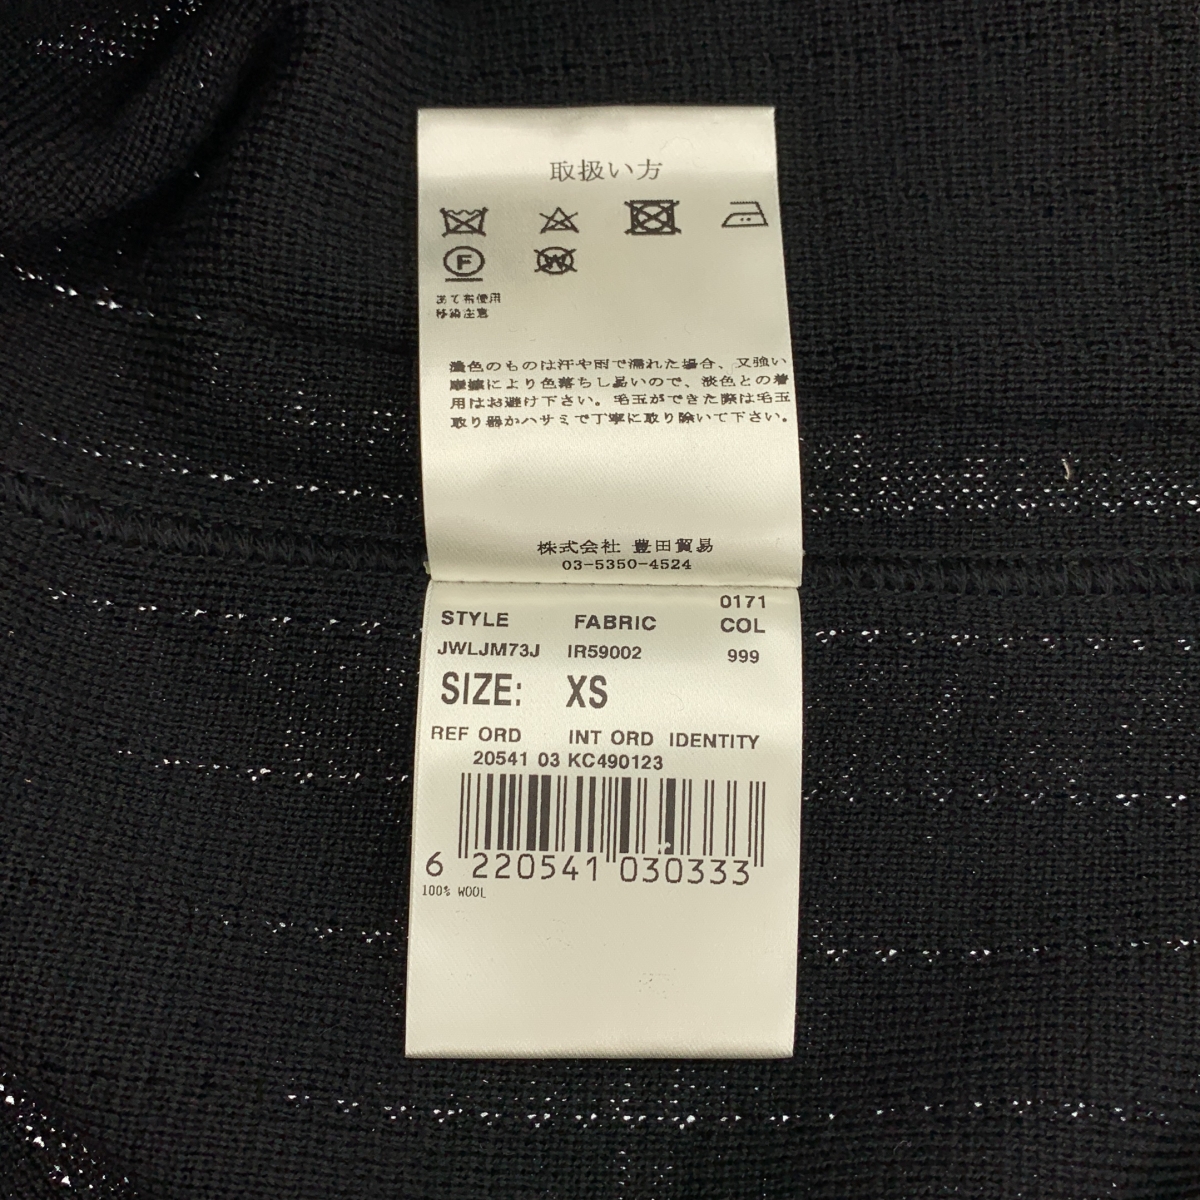 取扱い方
F
W
あて布使用
移染注意
濃色のものは汗や雨で濡れた場合、又強い
摩擦により色落ちし易いので、淡色との着
用はお避け下さい。毛玉ができた際は毛玉
取り器かハサミで丁寧に取り除いて下さい。
株式会社 豊田貿易
03-5350-4524
0171
STYLE FABRIC COL
JWLJM73J IR59002 999
SIZE: XS
REF ORD INT ORD IDENTITY
20541 03 KC490123
6 220541 030333
100% WOOL